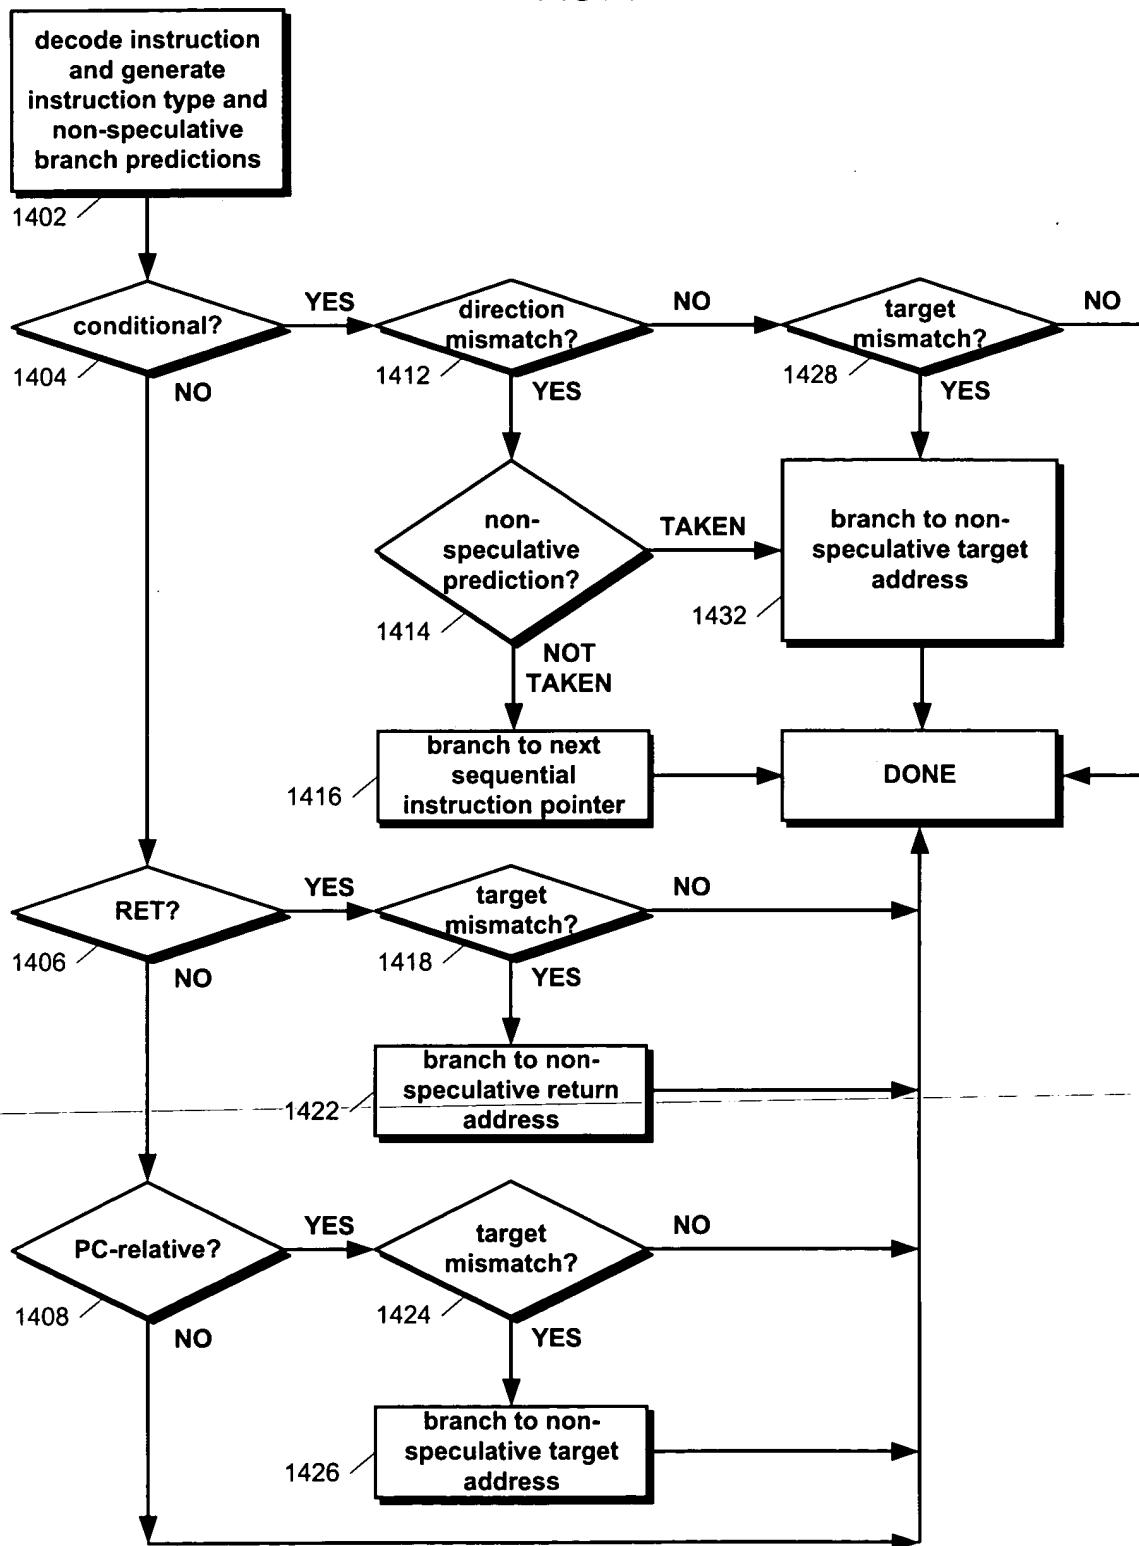 decode instruction
and generate
instruction type and
non-speculative
branch predictions
1402
conditional?
1404
YES
NO
direction
mismatch?
1412
NO
YES
target
mismatch?
1428
NO
YES
non-
speculative
prediction?
1414
TAKEN
NOT
TAKEN
branch to non-
speculative target
address
1432
branch to next
sequential
instruction pointer
1416
DONE
RET?
1406
YES
NO
target
mismatch?
1418
NO
YES
branch to non-
speculative return
address
1422
PC-relative?
1408
YES
NO
target
mismatch?
1424
NO
YES
branch to non-
speculative target
address
1426